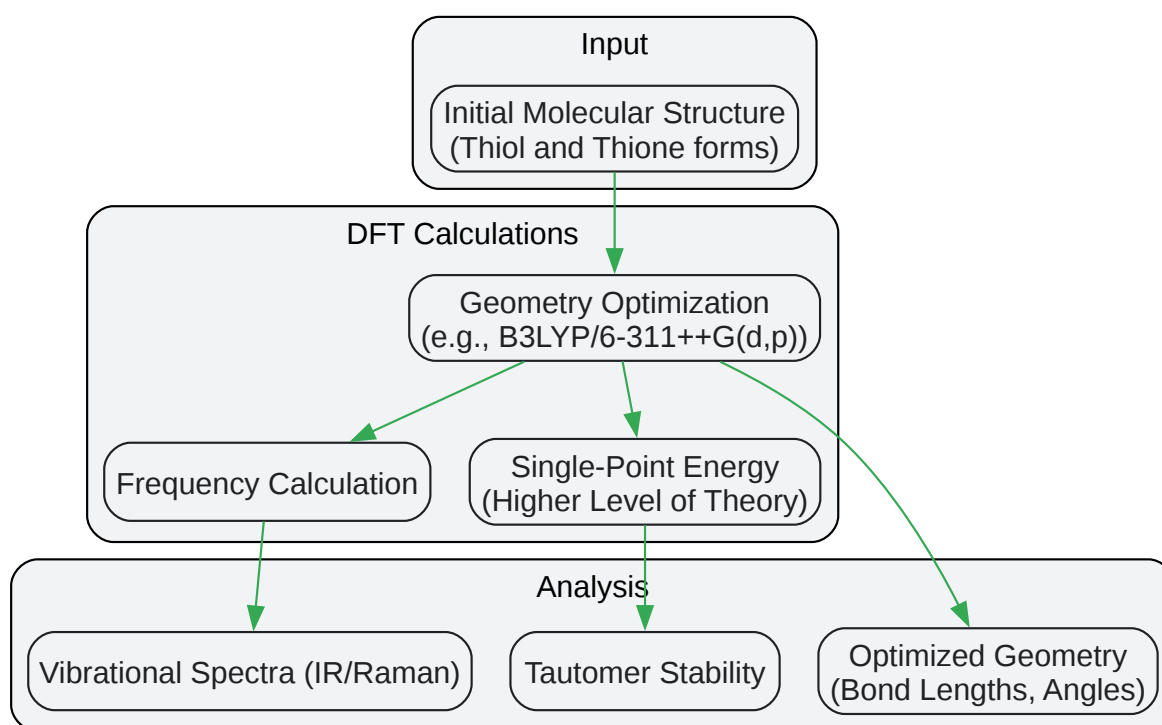 Input
Initial Molecular Structure
(Thiol and Thione forms)
DFT Calculations
Geometry Optimization
(e.g., B3LYP/6-311++G(d,p))
Frequency Calculation
Single-Point Energy
(Higher Level of Theory)
Analysis
Vibrational Spectra (IR/Raman)
Tautomer Stability
Optimized Geometry
(Bond Lengths, Angles)